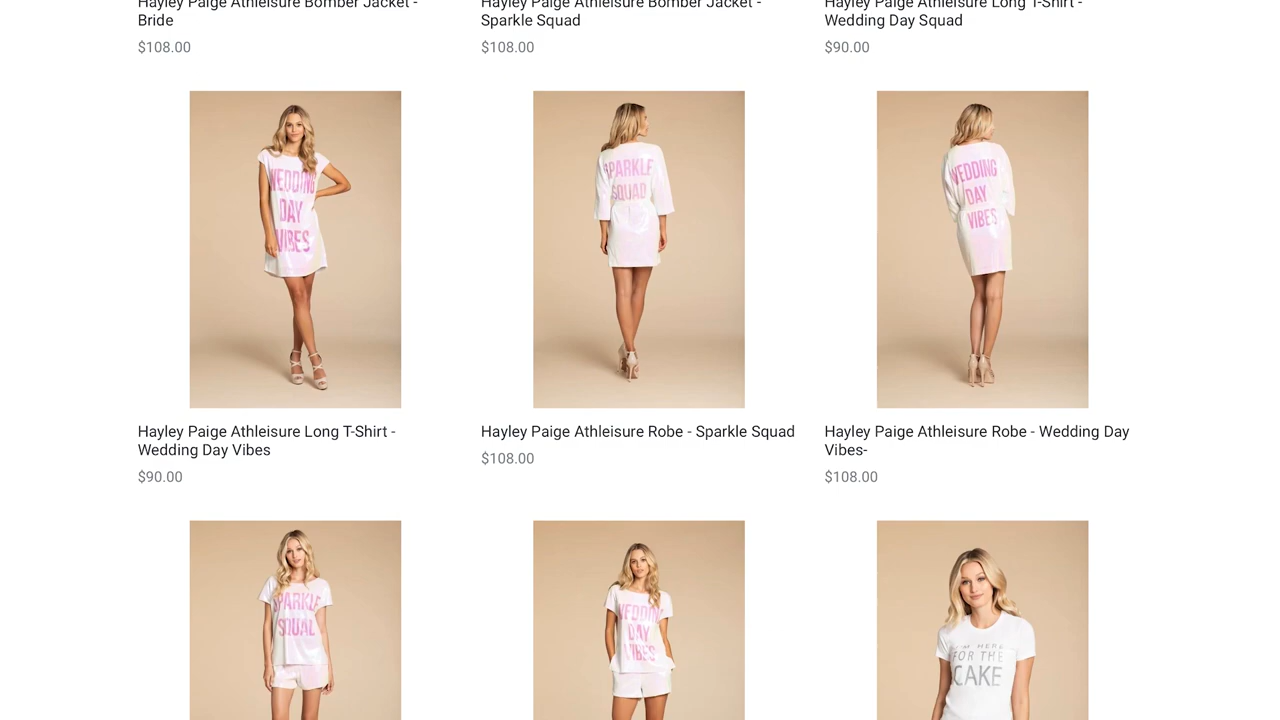 Hayley Paige Athleisure Bomber Jacket -
Bride
$108.00
Hayley Paige Athleisure Bomber Jacket -
Sparkle Squad
$108.00
Hayley Paige Athleisure Long T-Shirt -
Wedding Day Squad
$90.00
WEDDING
DAY
VIBES
Hayley Paige Athleisure Long T-Shirt -
Wedding Day Vibes
$90.00
SPARKLE
SQUAD
Hayley Paige Athleisure Robe - Sparkle Squad
$108.00
WEDDING
DAY
VIBES
Hayley Paige Athleisure Robe - Wedding Day
Vibes-
$108.00
SPARKLE
SQUAD
WEDDING
DAY
VIBES
I'M HERE
FOR THE
CAKE